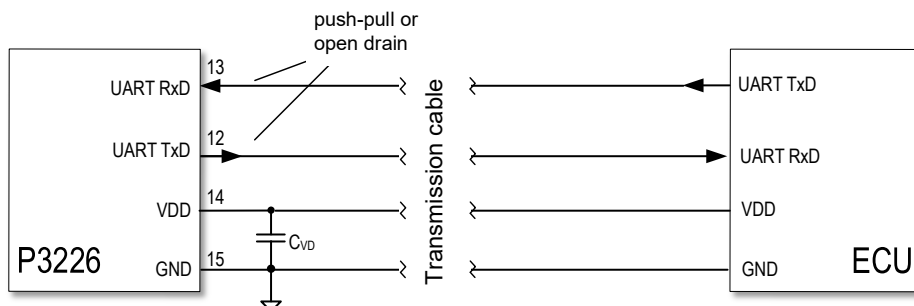 push-pull or
open drain
13
UART RxD
UART TxD
12
UART TxD
UART RxD
Transmission cable
14
VDD
VDD
CVD
P3226
15
GND
GND
ECU